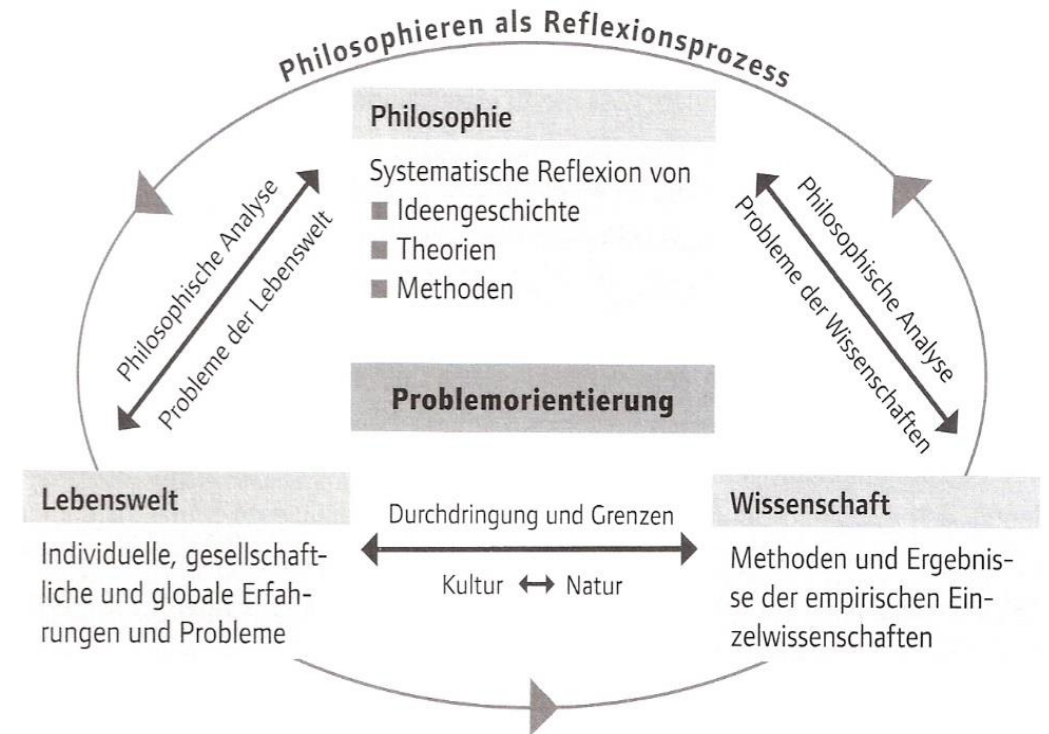 Philosophieren als Reflexionsprozess
Philosophie
Systematische Reflexion von
Ideengeschichte
Theorien
Methoden
Philosophische Analyse
Probleme der Lebenswelt
Philosophische Analyse
Probleme der Wissenschaften
Problemorientierung
Lebenswelt
Individuelle, gesellschaft-
liche und globale Erfah-
rungen und Probleme
Durchdringung und Grenzen
Kultur ↔ Natur
Wissenschaft
Methoden und Ergebnis-
se der empirischen Ein-
zelwissenschaften